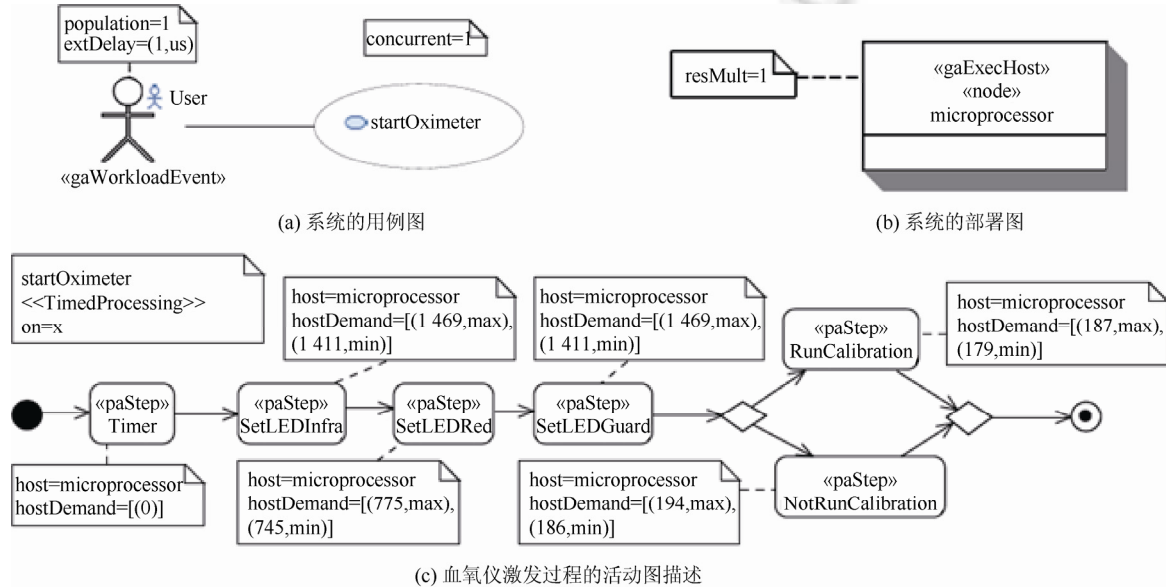 population=1
extDelay=(1,us)
User
«gaWorkloadEvent»
concurrent=1
startOximeter
(a) 系统的用例图
resMult=1
«gaExecHost»
«node»
microprocessor
(b) 系统的部署图
startOximeter
<<TimedProcessing>>
on=x
host=microprocessor
hostDemand=[(1 469,max),
(1 411,min)]
host=microprocessor
hostDemand=[(1 469,max),
(1 411,min)]
«paStep»
RunCalibration
host=microprocessor
hostDemand=[(187,max),
(179,min)]
«paStep»
Timer
«paStep»
SetLEDInfra
«paStep»
SetLEDRed
«paStep»
SetLEDGuard
host=microprocessor
hostDemand=[(0)]
host=microprocessor
hostDemand=[(775,max),
(745,min)]
host=microprocessor
hostDemand=[(194,max),
(186,min)]
«paStep»
NotRunCalibration
(c) 血氧仪激发过程的活动图描述